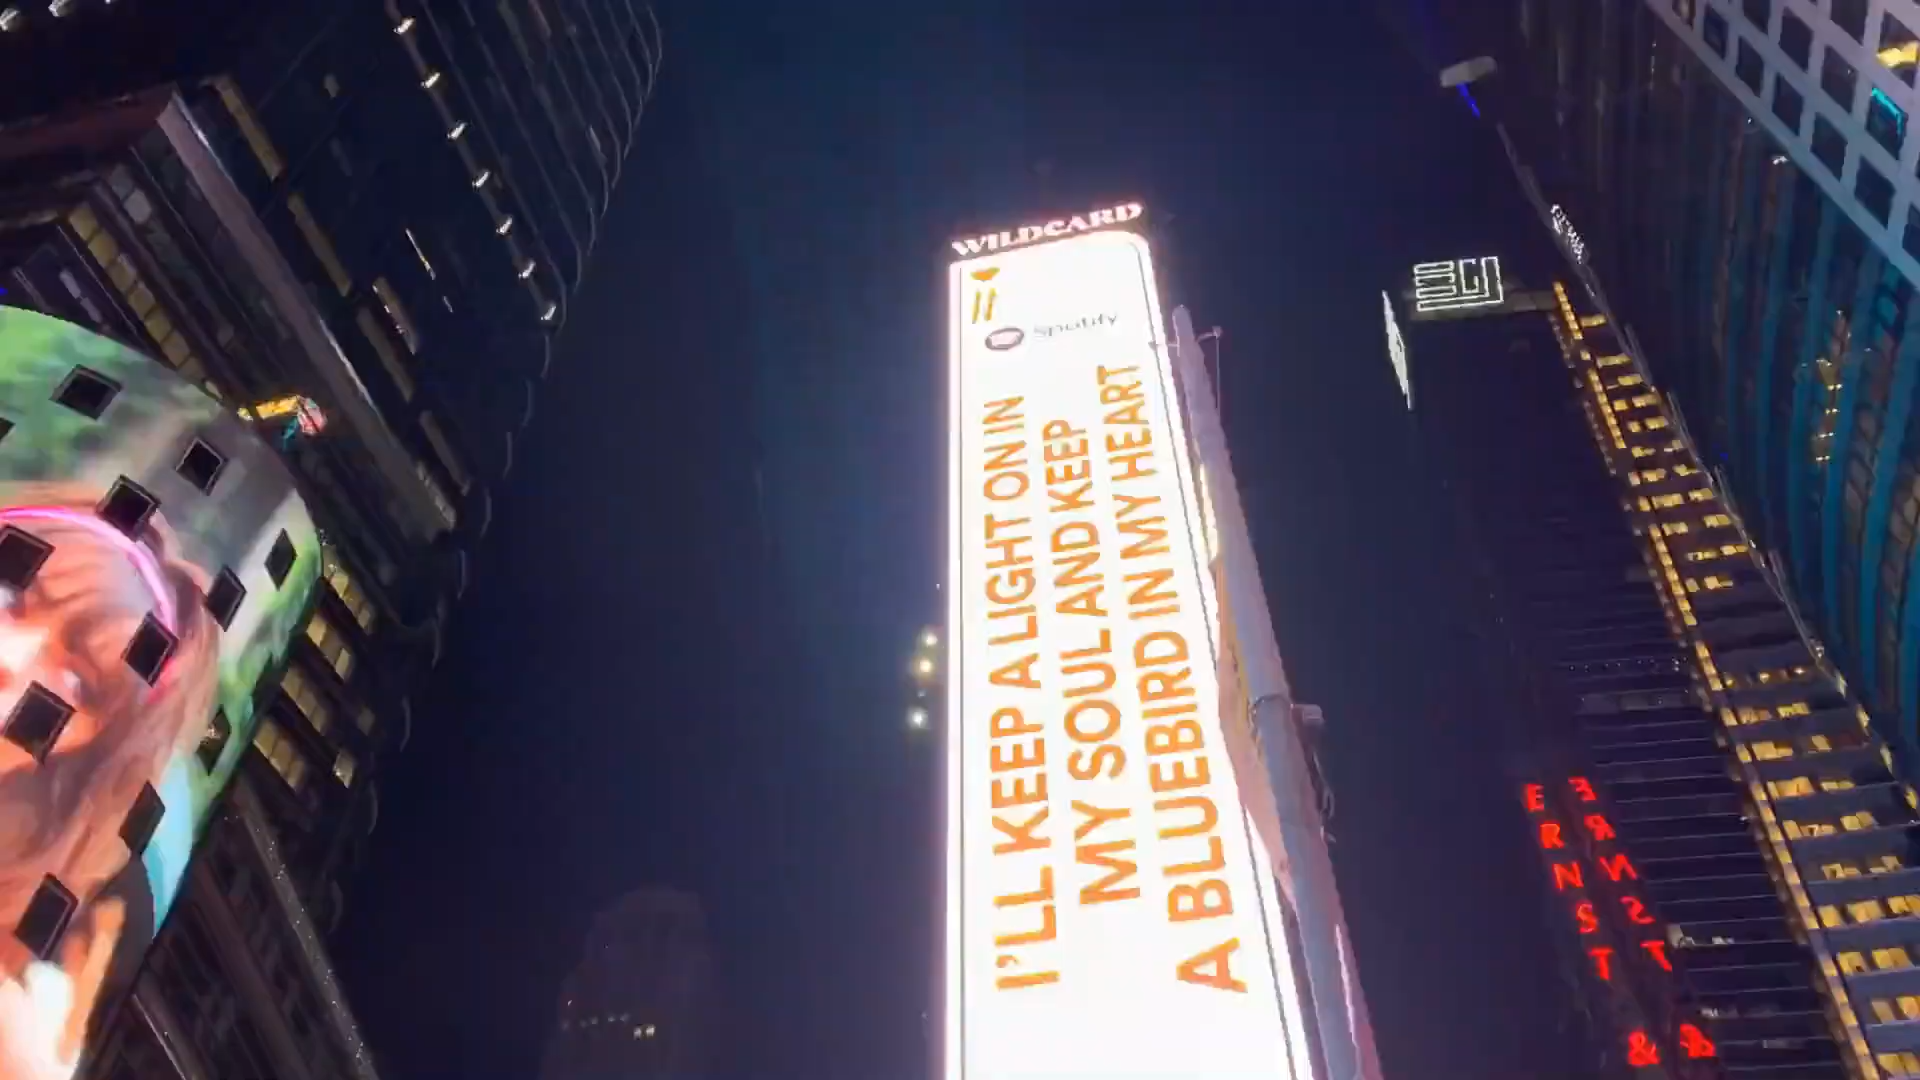 WILDCARD
Spotify
I'LL KEEP A LIGHT ON IN
MY SOUL AND KEEP
A BLUEBIRD IN MY HEART
ERNST
&